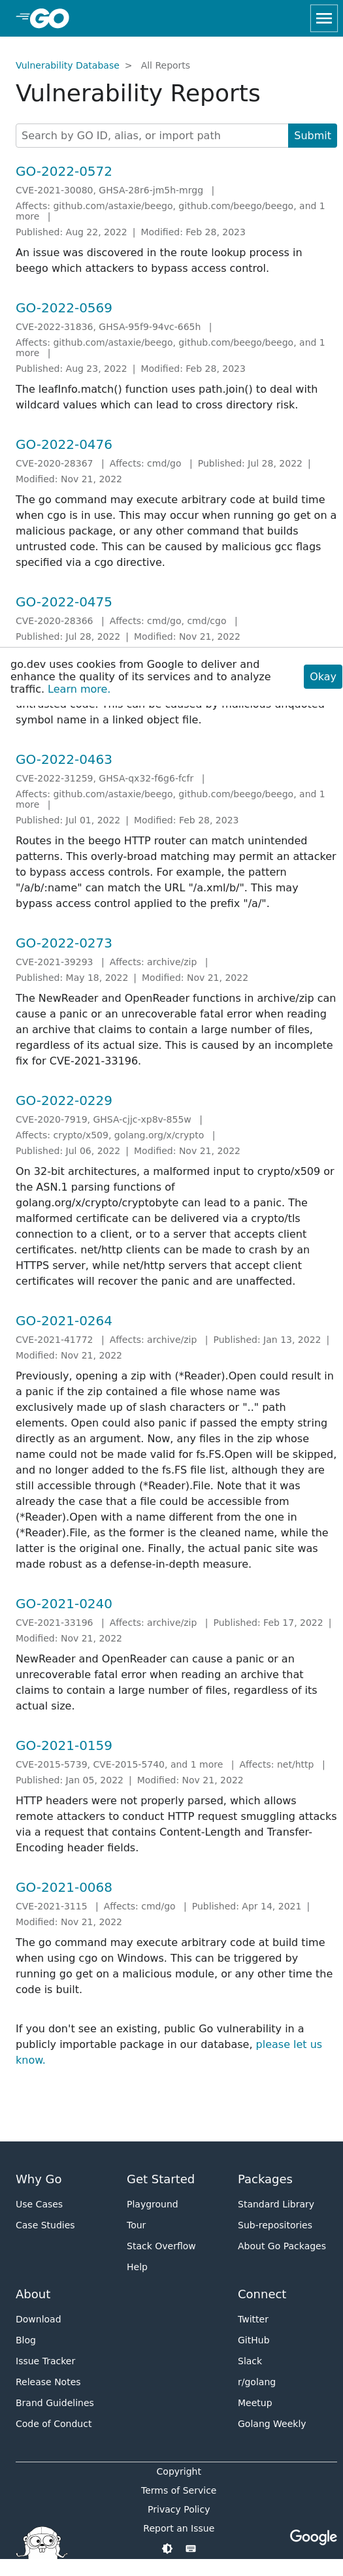 GO
Vulnerability Database > All Reports
Vulnerability Reports
Search by GO ID, alias, or import path Submit
GO-2022-0572
CVE-2021-30080, GHSA-28r6-jm5h-mrgg |
Affects: github.com/astaxie/beego, github.com/beego/beego, and 1
more |
Published: Aug 22, 2022 | Modified: Feb 28, 2023
An issue was discovered in the route lookup process in
beego which attackers to bypass access control.
GO-2022-0569
CVE-2022-31836, GHSA-95f9-94vc-665h |
Affects: github.com/astaxie/beego, github.com/beego/beego, and 1
more |
Published: Aug 23, 2022 | Modified: Feb 28, 2023
The leafInfo.match() function uses path.join() to deal with
wildcard values which can lead to cross directory risk.
GO-2022-0476
CVE-2020-28367 | Affects: cmd/go | Published: Jul 28, 2022 |
Modified: Nov 21, 2022
The go command may execute arbitrary code at build time
when cgo is in use. This may occur when running go get on a
malicious package, or any other command that builds
untrusted code. This can be caused by malicious gcc flags
specified via a cgo directive.
GO-2022-0475
CVE-2020-28366 | Affects: cmd/go, cmd/cgo |
Published: Jul 28, 2022 | Modified: Nov 21, 2022
go.dev uses cookies from Google to deliver and
enhance the quality of its services and to analyze
traffic. Learn more.
Okay
untrusted code. This can be caused by malicious unquoted
symbol name in a linked object file.
GO-2022-0463
CVE-2022-31259, GHSA-qx32-f6g6-fcfr |
Affects: github.com/astaxie/beego, github.com/beego/beego, and 1
more |
Published: Jul 01, 2022 | Modified: Feb 28, 2023
Routes in the beego HTTP router can match unintended
patterns. This overly-broad matching may permit an attacker
to bypass access controls. For example, the pattern
"/a/b/:name" can match the URL "/a.xml/b/". This may
bypass access control applied to the prefix "/a/".
GO-2022-0273
CVE-2021-39293 | Affects: archive/zip |
Published: May 18, 2022 | Modified: Nov 21, 2022
The NewReader and OpenReader functions in archive/zip can
cause a panic or an unrecoverable fatal error when reading
an archive that claims to contain a large number of files,
regardless of its actual size. This is caused by an incomplete
fix for CVE-2021-33196.
GO-2022-0229
CVE-2020-7919, GHSA-cjjc-xp8v-855w |
Affects: crypto/x509, golang.org/x/crypto |
Published: Jul 06, 2022 | Modified: Nov 21, 2022
On 32-bit architectures, a malformed input to crypto/x509 or
the ASN.1 parsing functions of
golang.org/x/crypto/cryptobyte can lead to a panic. The
malformed certificate can be delivered via a crypto/tls
connection to a client, or to a server that accepts client
certificates. net/http clients can be made to crash by an
HTTPS server, while net/http servers that accept client
certificates will recover the panic and are unaffected.
GO-2021-0264
CVE-2021-41772 | Affects: archive/zip | Published: Jan 13, 2022 |
Modified: Nov 21, 2022
Previously, opening a zip with (*Reader).Open could result in
a panic if the zip contained a file whose name was
exclusively made up of slash characters or ".." path
elements. Open could also panic if passed the empty string
directly as an argument. Now, any files in the zip whose
name could not be made valid for fs.FS.Open will be skipped,
and no longer added to the fs.FS file list, although they are
still accessible through (*Reader).File. Note that it was
already the case that a file could be accessible from
(*Reader).Open with a name different from the one in
(*Reader).File, as the former is the cleaned name, while the
latter is the original one. Finally, the actual panic site was
made robust as a defense-in-depth measure.
GO-2021-0240
CVE-2021-33196 | Affects: archive/zip | Published: Feb 17, 2022 |
Modified: Nov 21, 2022
NewReader and OpenReader can cause a panic or an
unrecoverable fatal error when reading an archive that
claims to contain a large number of files, regardless of its
actual size.
GO-2021-0159
CVE-2015-5739, CVE-2015-5740, and 1 more | Affects: net/http |
Published: Jan 05, 2022 | Modified: Nov 21, 2022
HTTP headers were not properly parsed, which allows
remote attackers to conduct HTTP request smuggling attacks
via a request that contains Content-Length and Transfer-
Encoding header fields.
GO-2021-0068
CVE-2021-3115 | Affects: cmd/go | Published: Apr 14, 2021 |
Modified: Nov 21, 2022
The go command may execute arbitrary code at build time
when using cgo on Windows. This can be triggered by
running go get on a malicious module, or any other time the
code is built.
If you don't see an existing, public Go vulnerability in a
publicly importable package in our database, please let us
know.
Why Go
Use Cases
Case Studies
Get Started
Playground
Tour
Stack Overflow
Help
Packages
Standard Library
Sub-repositories
About Go Packages
About
Download
Blog
Issue Tracker
Release Notes
Brand Guidelines
Code of Conduct
Connect
Twitter
GitHub
Slack
r/golang
Meetup
Golang Weekly
Copyright
Terms of Service
Privacy Policy
Report an Issue
Google